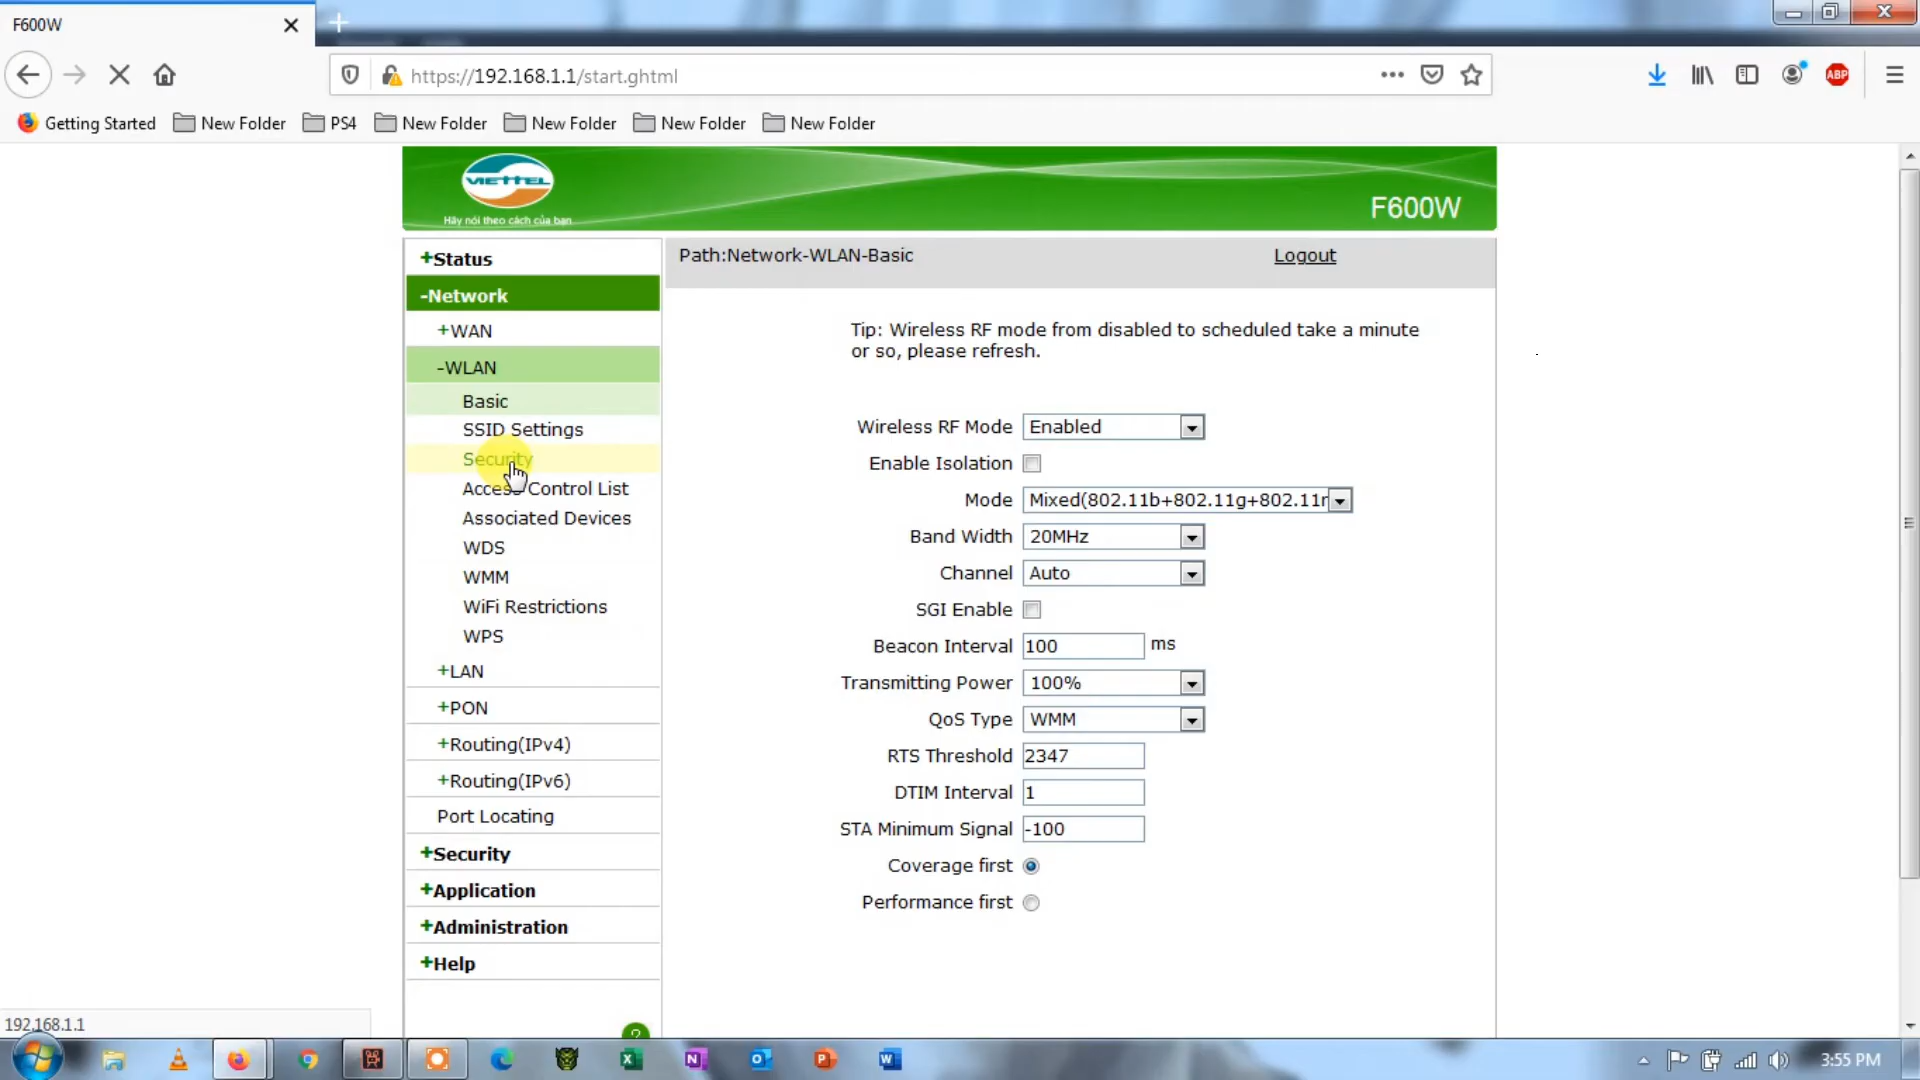 F600W
https://192.168.1.1/start.ghtml
ABP
Getting Started
New Folder
PS4
New Folder
New Folder
New Folder
New Folder
VIETTEL
Hãy nói theo cách của bạn
F600W
+Status
-Network
+WAN
-WLAN
Basic
SSID Settings
Security
Access Control List
Associated Devices
WDS
WMM
WiFi Restrictions
WPS
+LAN
+PON
+Routing(IPv4)
+Routing(IPv6)
Port Locating
+Security
+Application
+Administration
+Help
?
Path:Network-WLAN-Basic
Logout
Tip: Wireless RF mode from disabled to scheduled take a minute
or so, please refresh.
Wireless RF Mode Enabled
Enable Isolation
Mode Mixed(802.11b+802.11g+802.11n
Band Width 20MHz
Channel Auto
SGI Enable
Beacon Interval 100 ms
Transmitting Power 100%
QoS Type WMM
RTS Threshold 2347
DTIM Interval 1
STA Minimum Signal -100
Coverage first
Performance first
192.168.1.1
3:55 PM